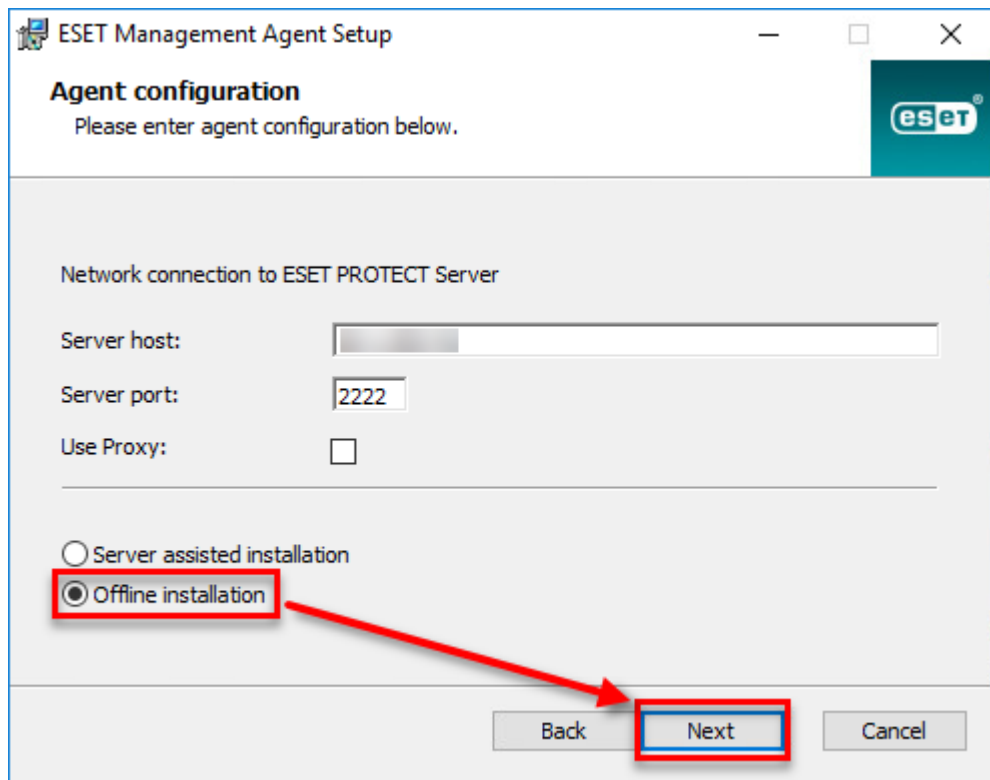 ESET Management Agent Setup
Agent configuration
Please enter agent configuration below.
eseT®
Network connection to ESET PROTECT Server
Server host:
Server port: 2222
Use Proxy:
Server assisted installation
Offline installation
Back Next Cancel